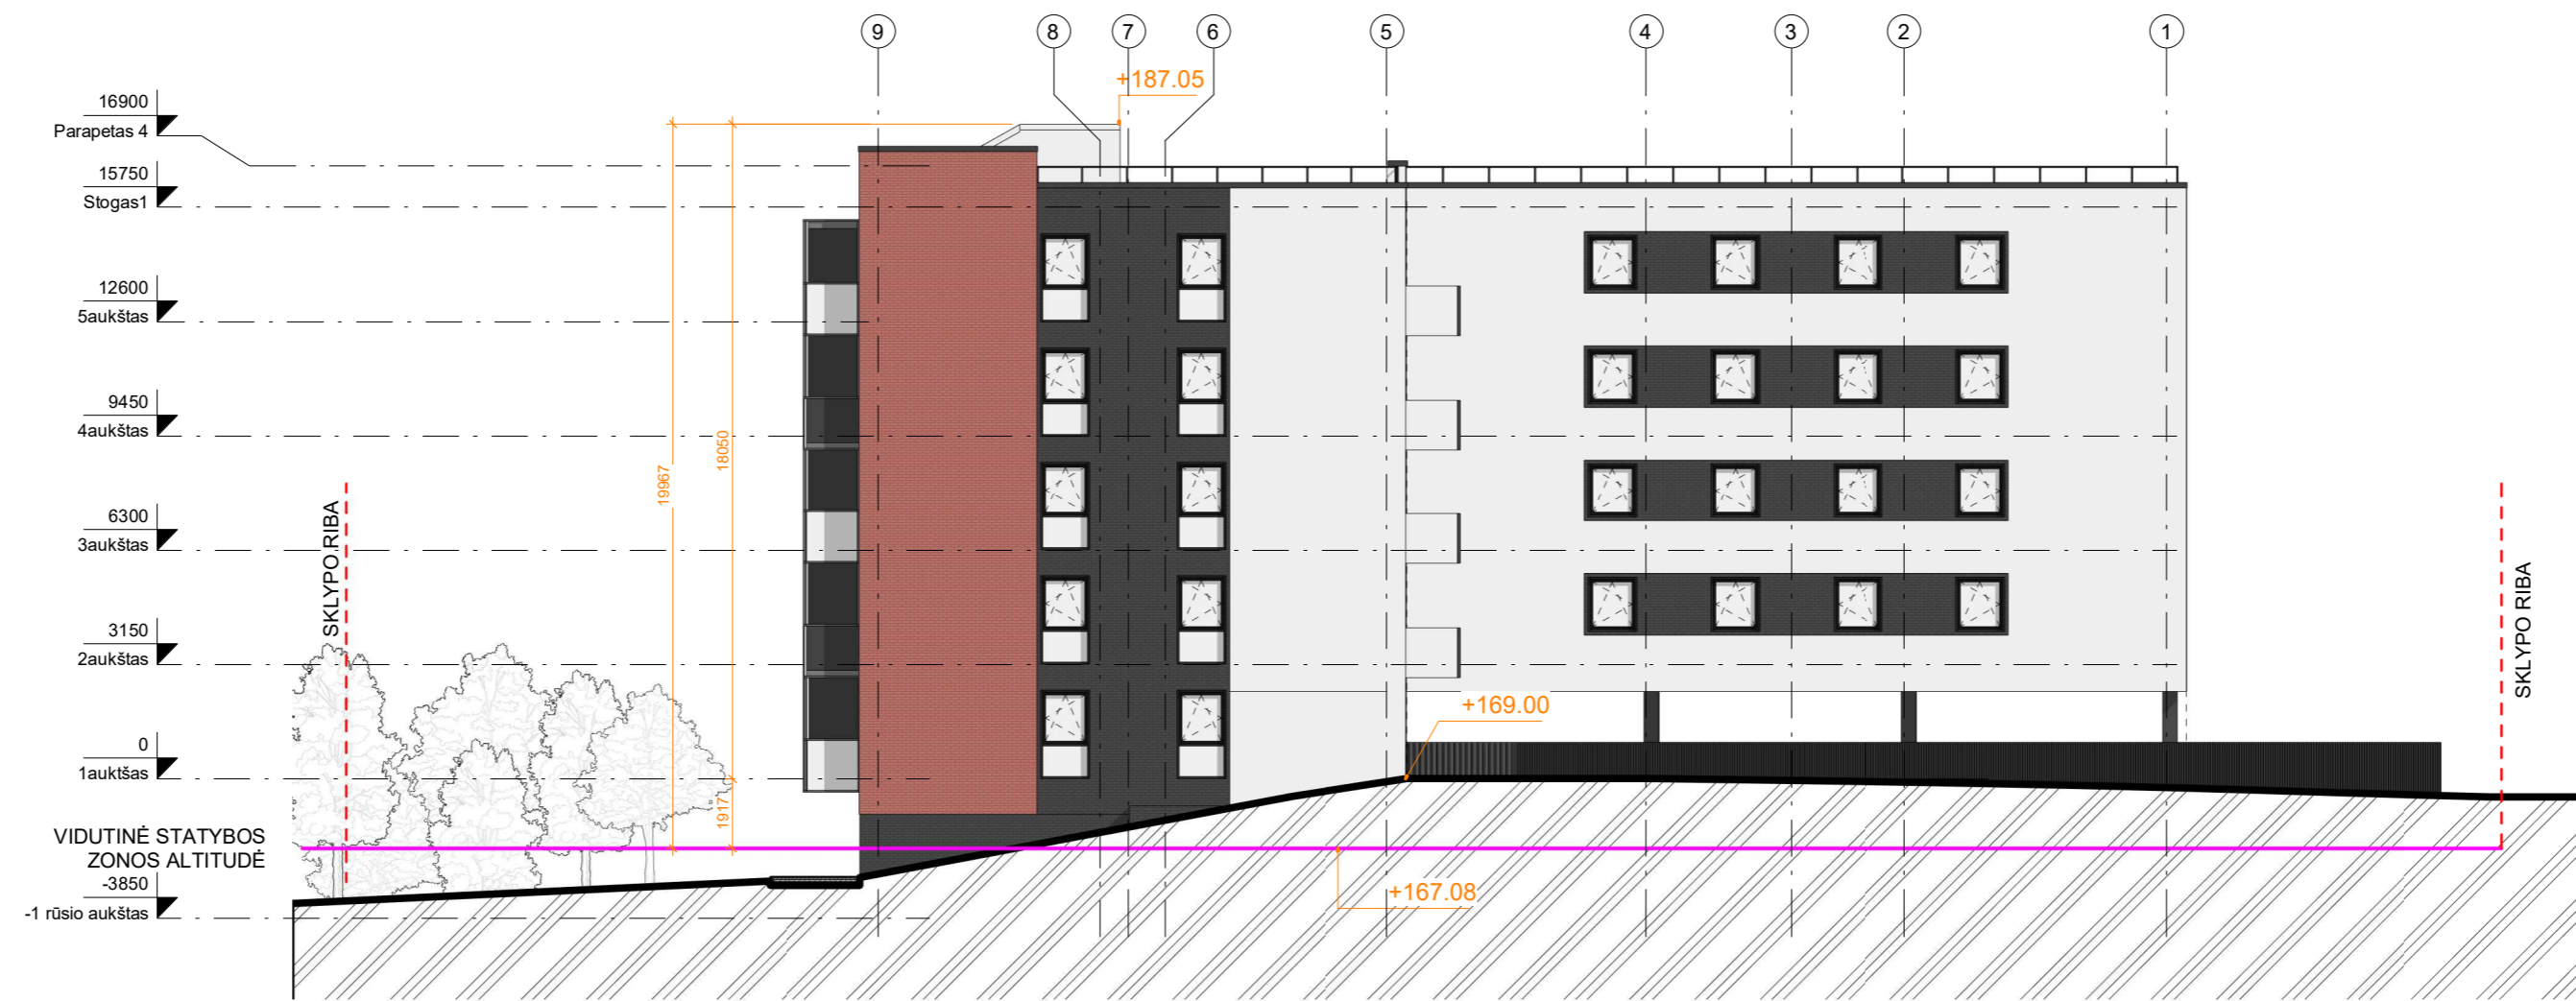 9
8
7
6
5
4
3
2
1
+187.05
16900
Parapetas 4
15750
Stogas1
12600
5aukštas
9450
4aukštas
18050
19967
6300
3aukštas
SKLYPO RIBA
SKLYPO RIBA
3150
2aukštas
+169.00
0
1auktšas
1917
VIDUTINĖ STATYBOS
ZONOS ALTITUDĖ
-3850
-1 rūsio aukštas
+167.08